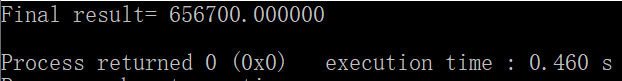 Final result= 656700.000000
Process returned 0 (0x0)   execution time : 0.460 s